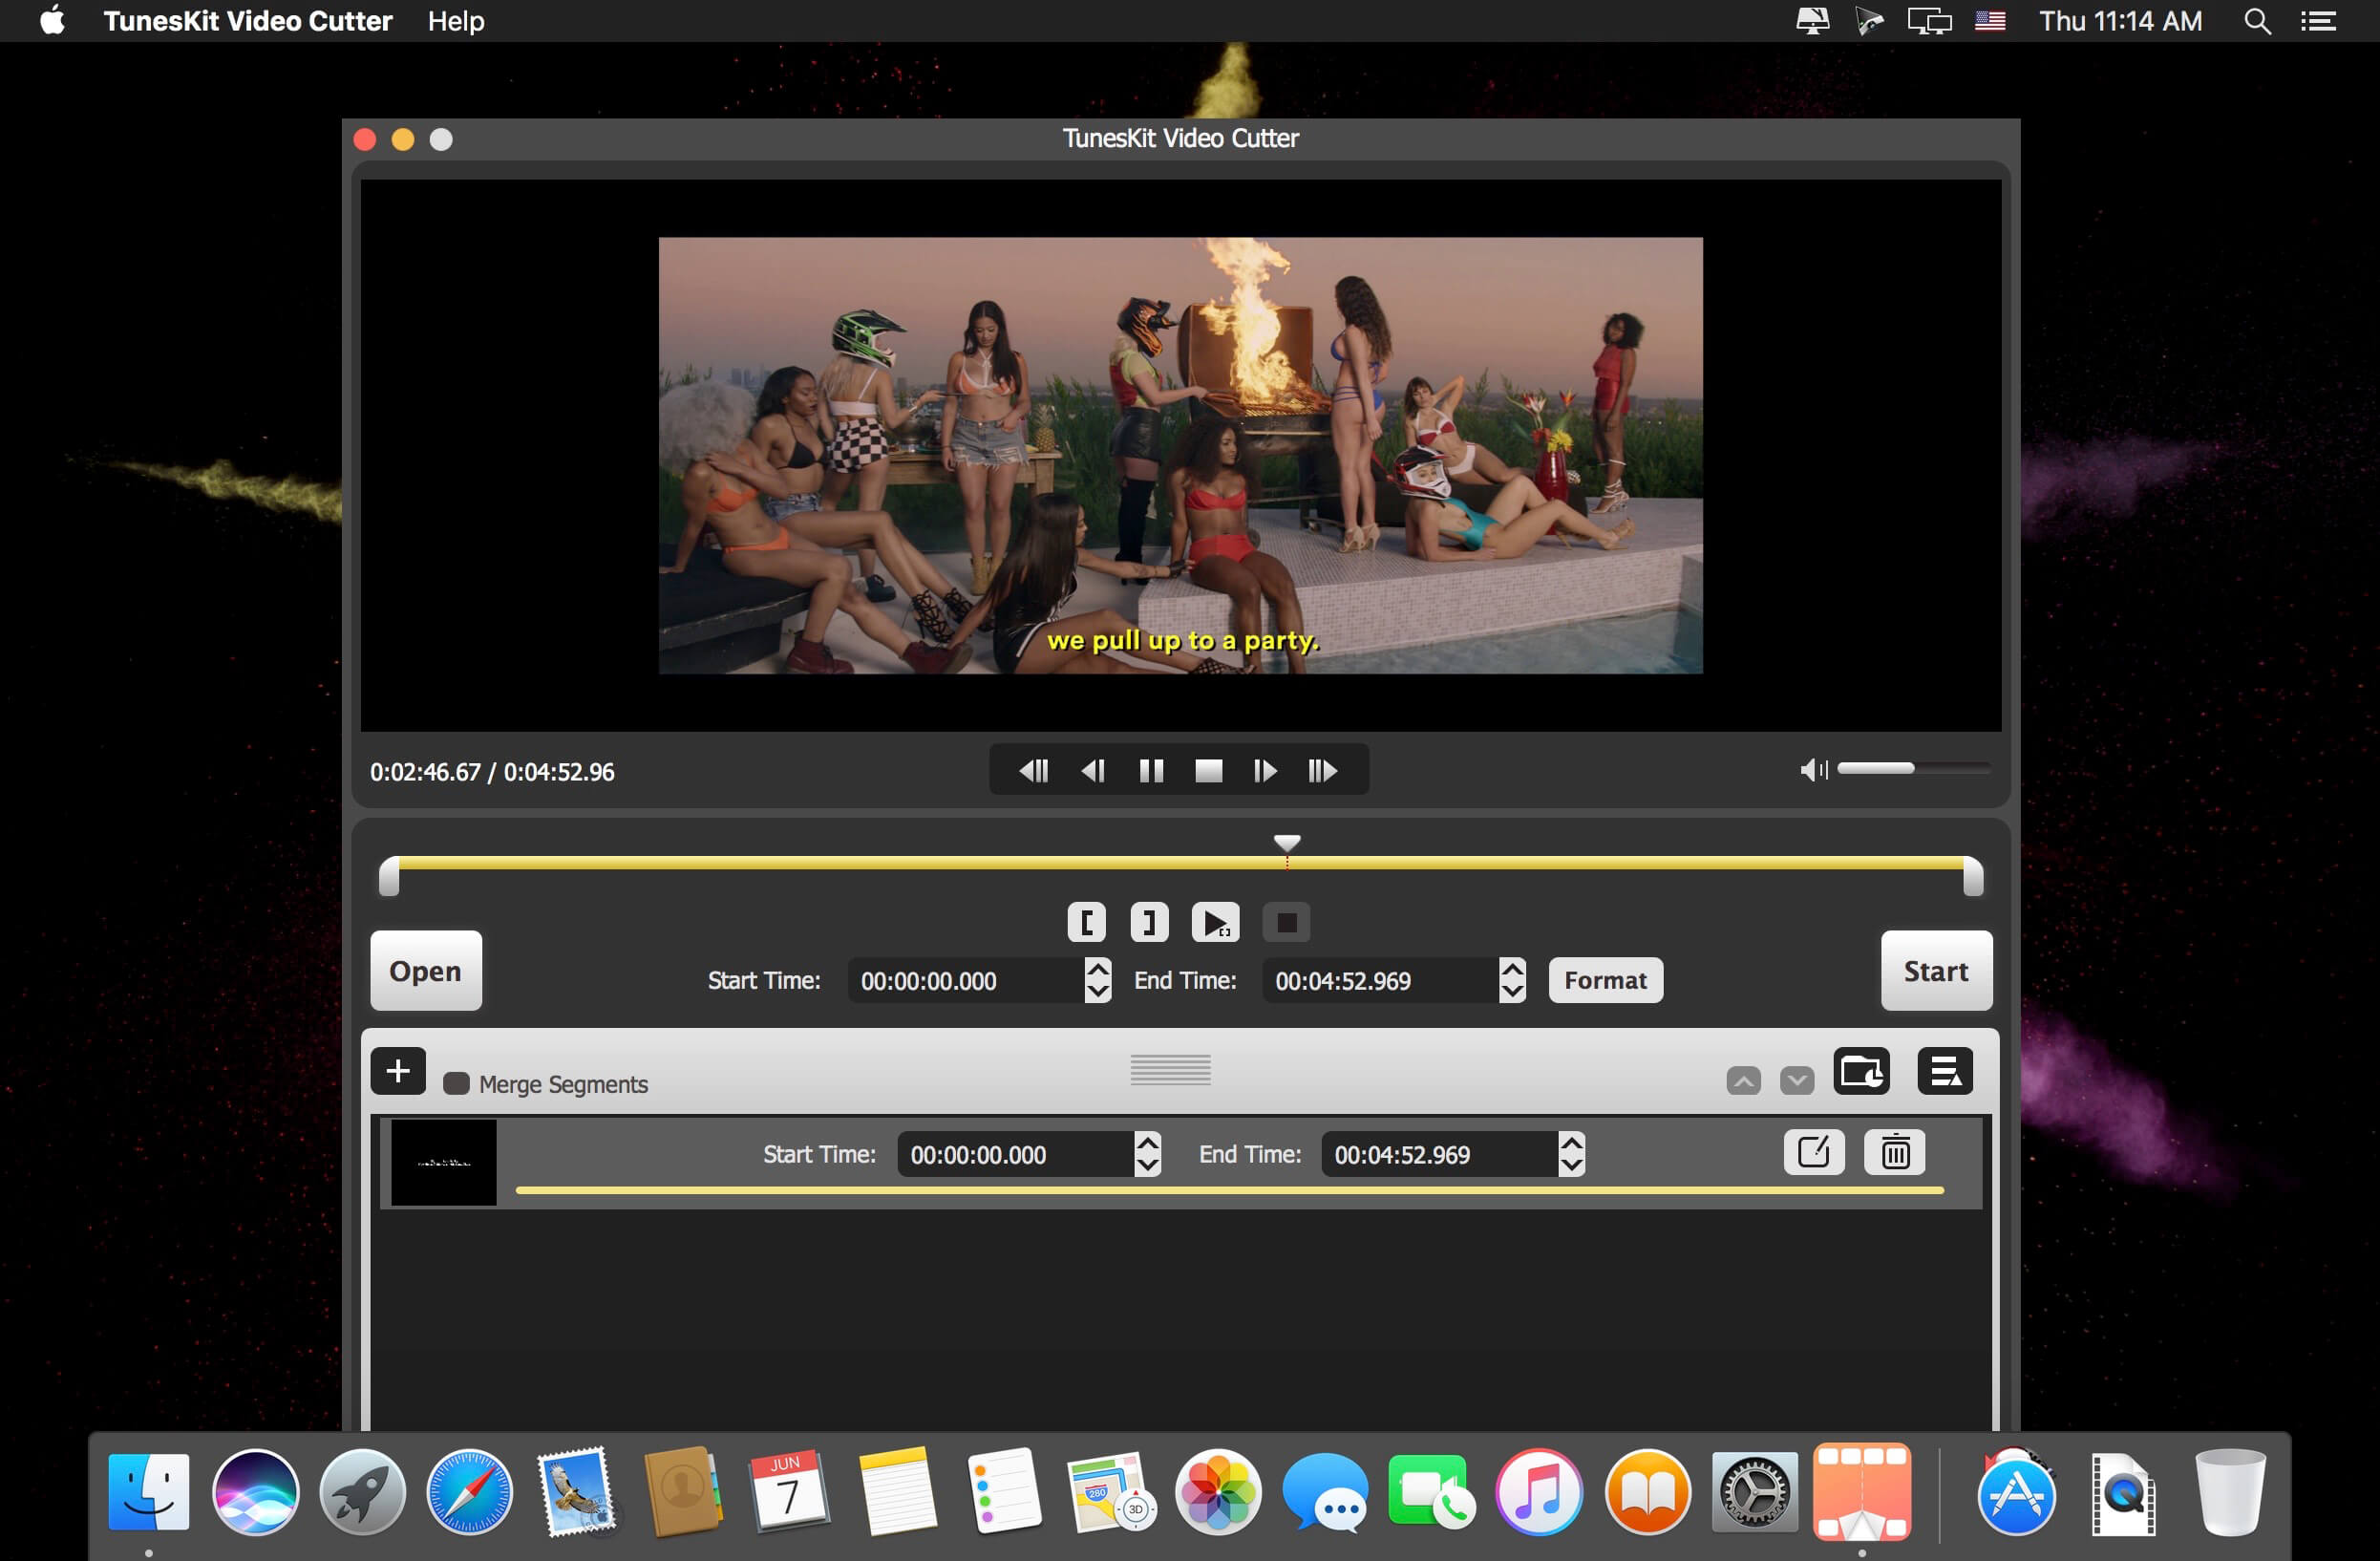 TunesKit Video Cutter Help Thu 11:14 AM
TunesKit Video Cutter
we pull up to a party.
0:02:46.67 / 0:04:52.96
[ ]
Open
Start Time: 00:00:00.000 End Time: 00:04:52.969 Format
Start
+ Merge Segments
Start Time: 00:00:00.000 End Time: 00:04:52.969
JUN
7
280
3D